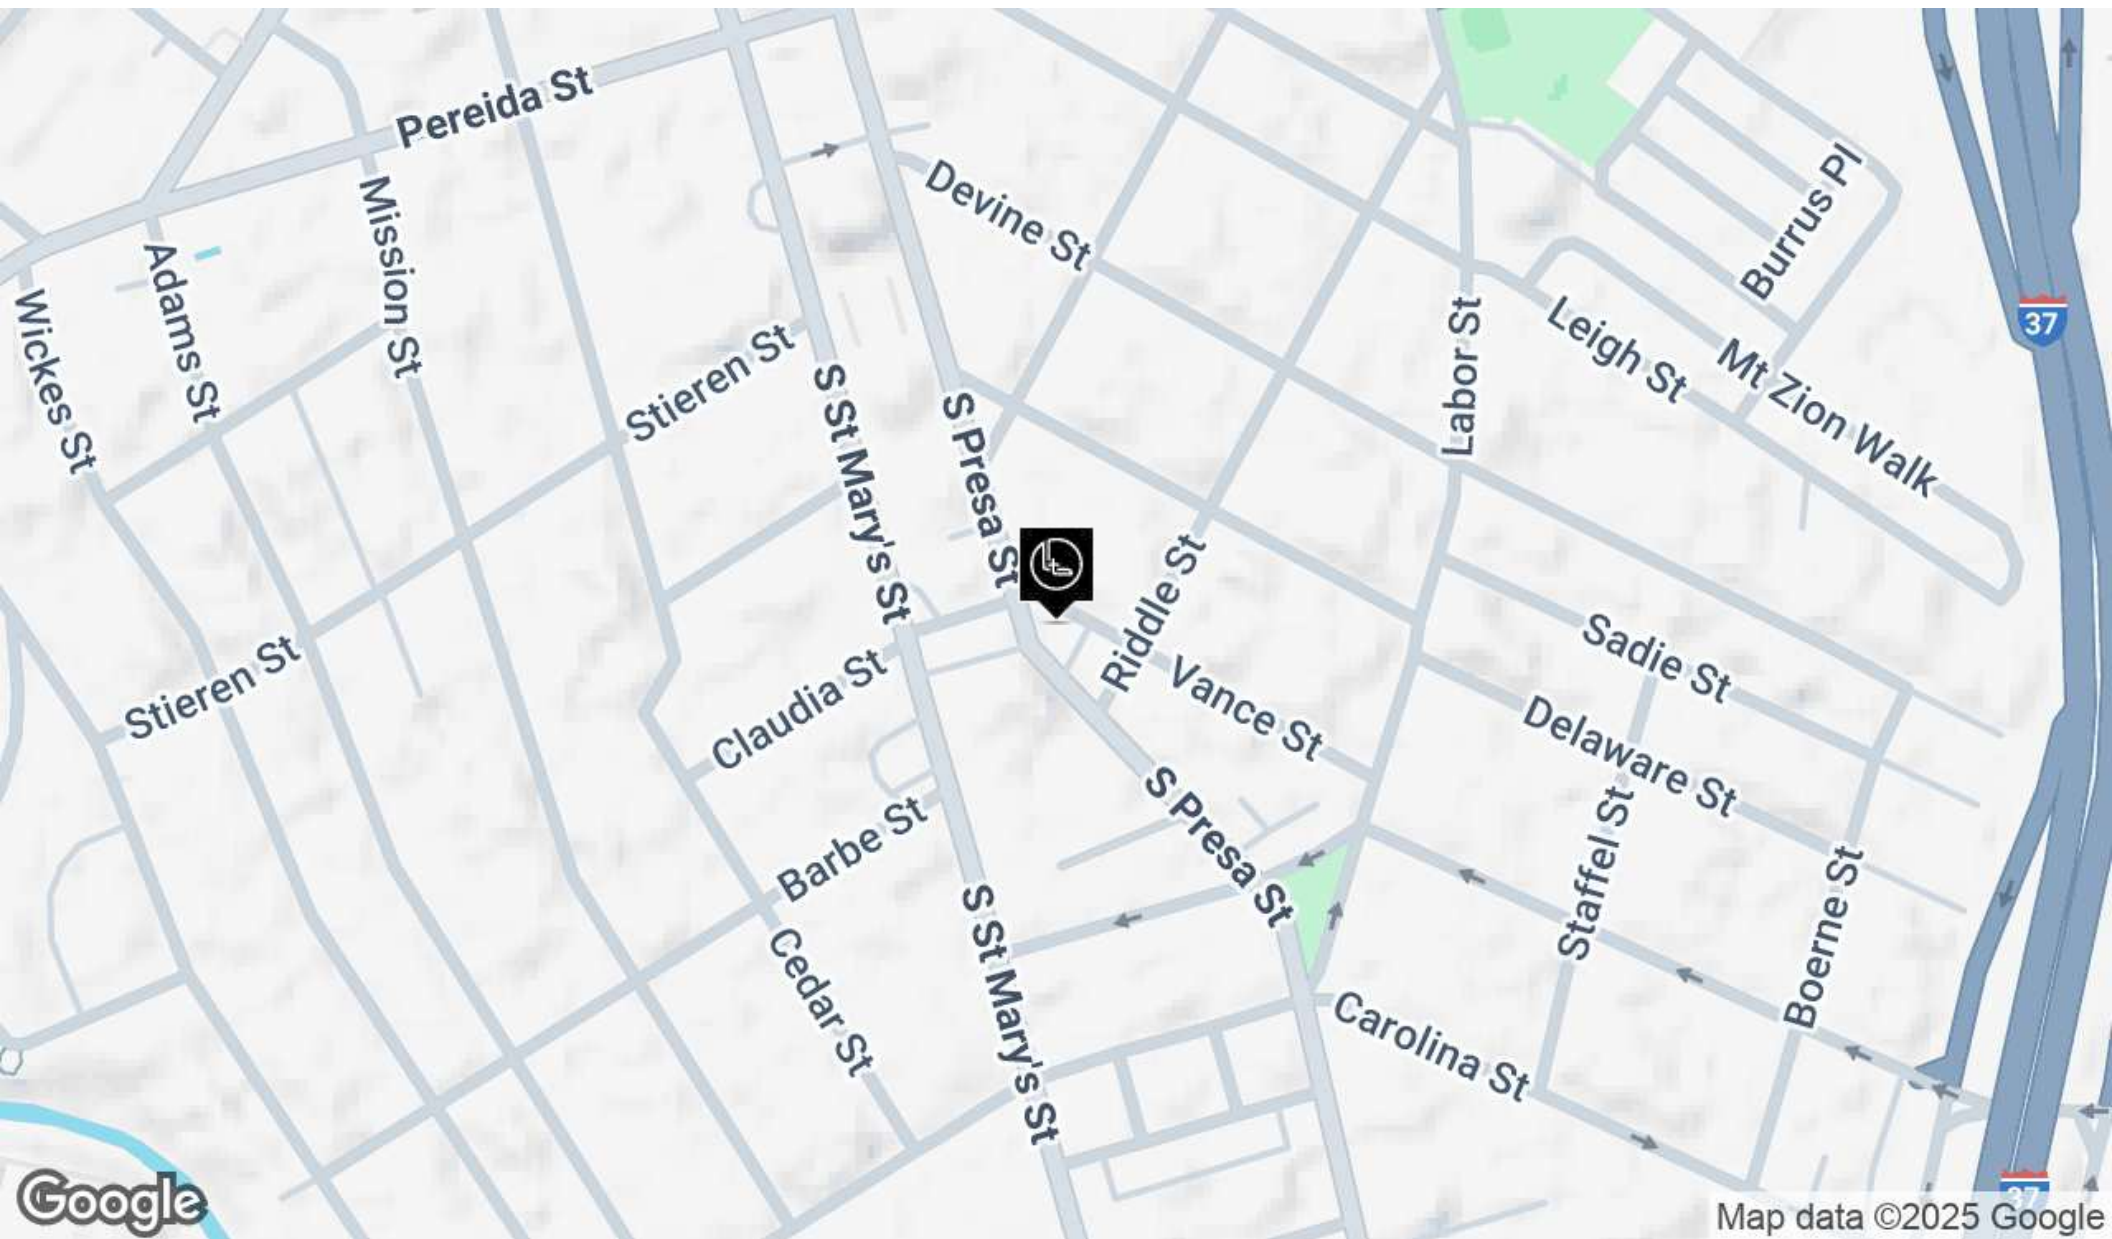 Pereida St
Devine St
Burrus Pl
Mission St
Adams St
Wickes St
37
Labor St
Leigh St
Mt Zion Walk
Stieren St
S St Mary's St
S Presa St
Riddle St
Sadie St
Stieren St
Claudia St
Vance St
Delaware St
Barbe St
S Presa St
Staffel St
Boerne St
S St Mary's St
Cedar St
Carolina St
37
Google
Map data ©2025 Google